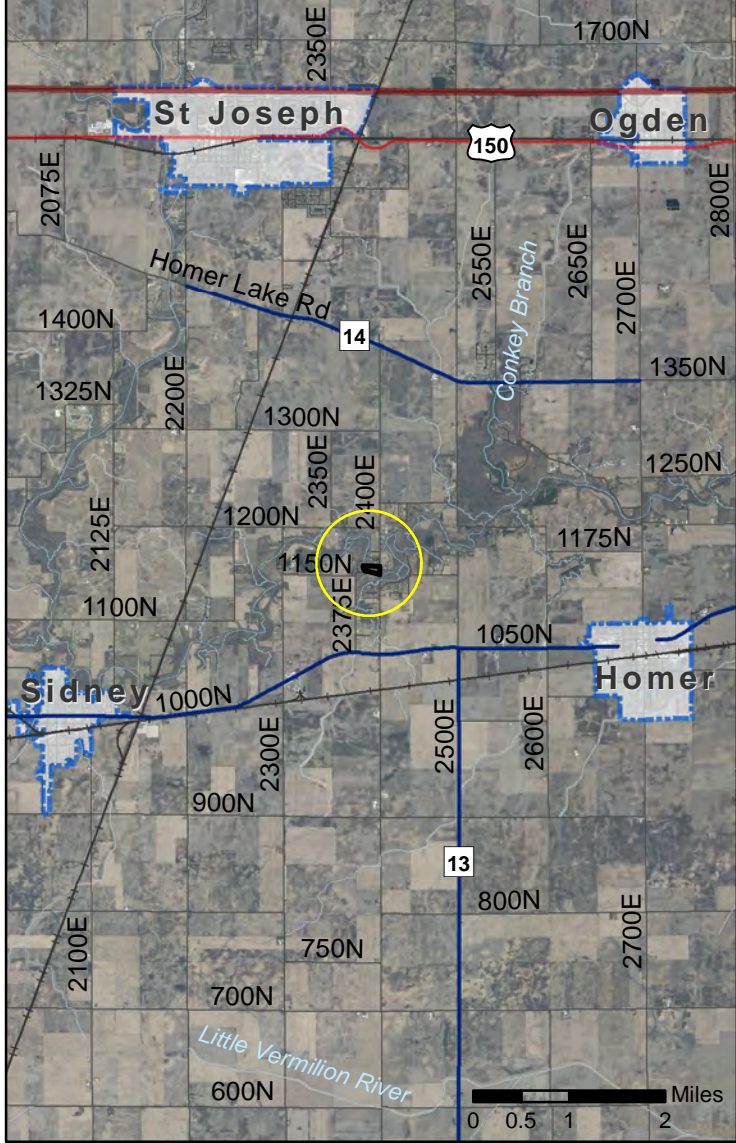 1700N
2350E
St Joseph
Ogden
150
2075E
2800E
2550E
2650E
Conkey Branch
2700E
Homer Lake Rd
14
1400N
1350N
1325N
2200E
1300N
2350E
2400E
1250N
1200N
2125E
1175N
1150N
2375E
1100N
1050N
Sidney
1000N
Homer
2300E
2500E
2600E
900N
13
800N
2100E
750N
2700E
700N
Little Vermilion River
600N
Miles
0 0.5 1 2